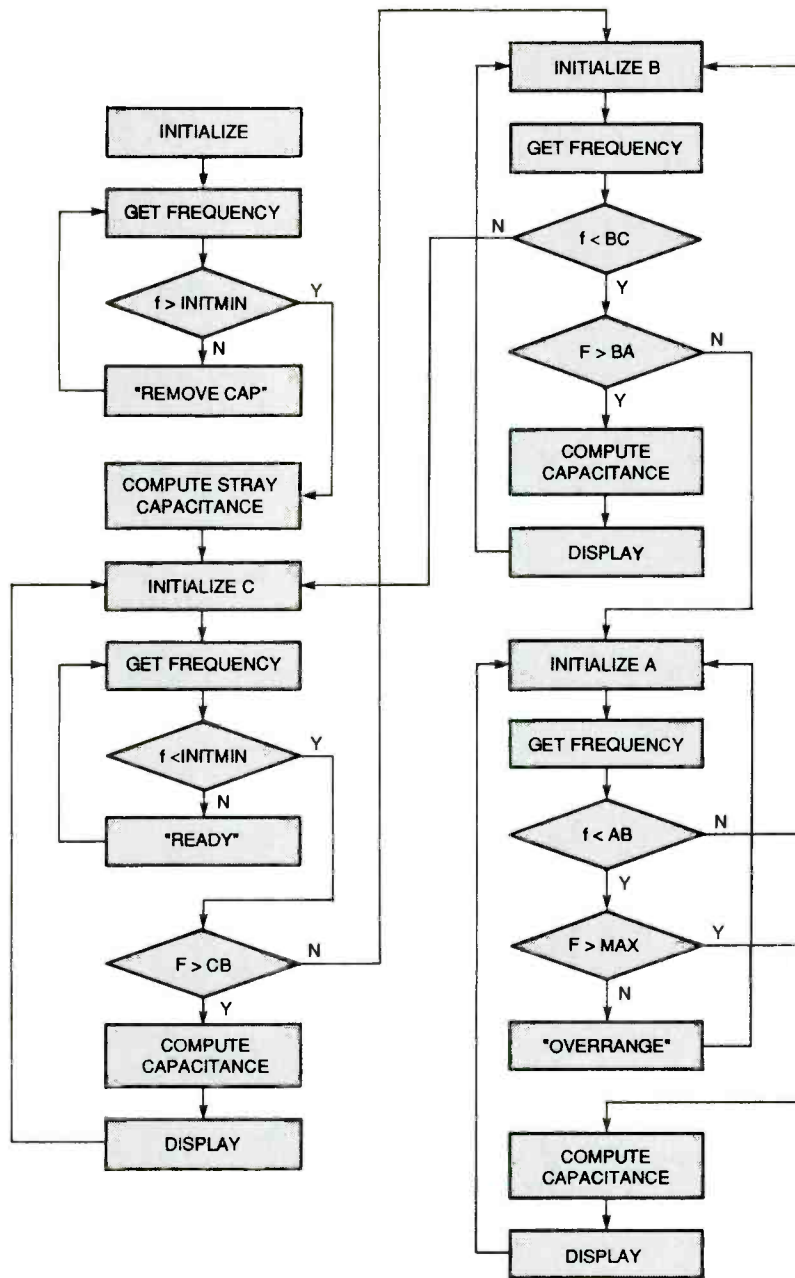 INITIALIZE
GET FREQUENCY
f > INITMIN
Y
N
"REMOVE CAP"
COMPUTE STRAY
CAPACITANCE
INITIALIZE C
GET FREQUENCY
f <INITMIN
Y
N
"READY"
F > CB
N
Y
COMPUTE
CAPACITANCE
DISPLAY
INITIALIZE B
GET FREQUENCY
N
f < BC
Y
F > BA
N
Y
COMPUTE
CAPACITANCE
DISPLAY
INITIALIZE A
GET FREQUENCY
f < AB
N
Y
F > MAX
Y
N
"OVERRANGE"
COMPUTE
CAPACITANCE
DISPLAY